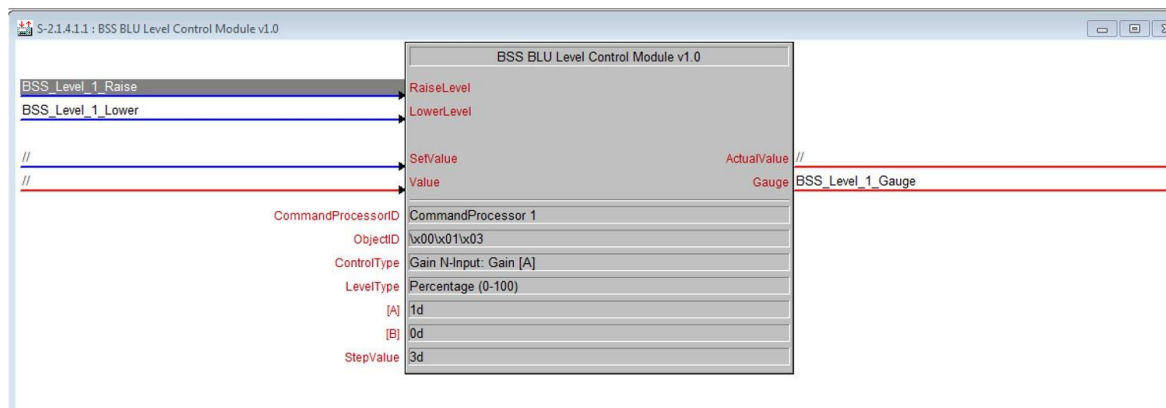 S-2.1.4.1.1 : BSS BLU Level Control Module v1.0
BSS BLU Level Control Module v1.0
BSS_Level_1_Raise RaiseLevel
BSS_Level_1_Lower LowerLevel
// SetValue ActualValue //
// Value Gauge BSS_Level_1_Gauge
CommandProcessorID CommandProcessor 1
ObjectID \x00\x01\x03
ControlType Gain N-Input: Gain [A]
LevelType Percentage (0-100)
[A] 1d
[B] 0d
StepValue 3d